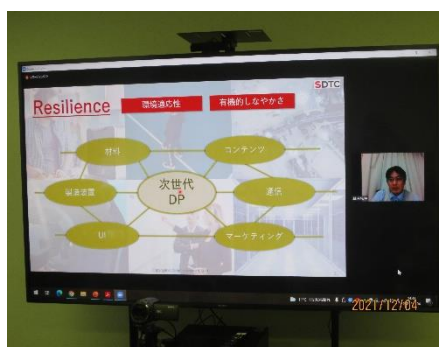 SDTC
Resilience
環境適応性
有機的しなやかさ
材料
コンテンツ
製造装置
次世代
DP
通信
UI
マーケティング
2021/12/04